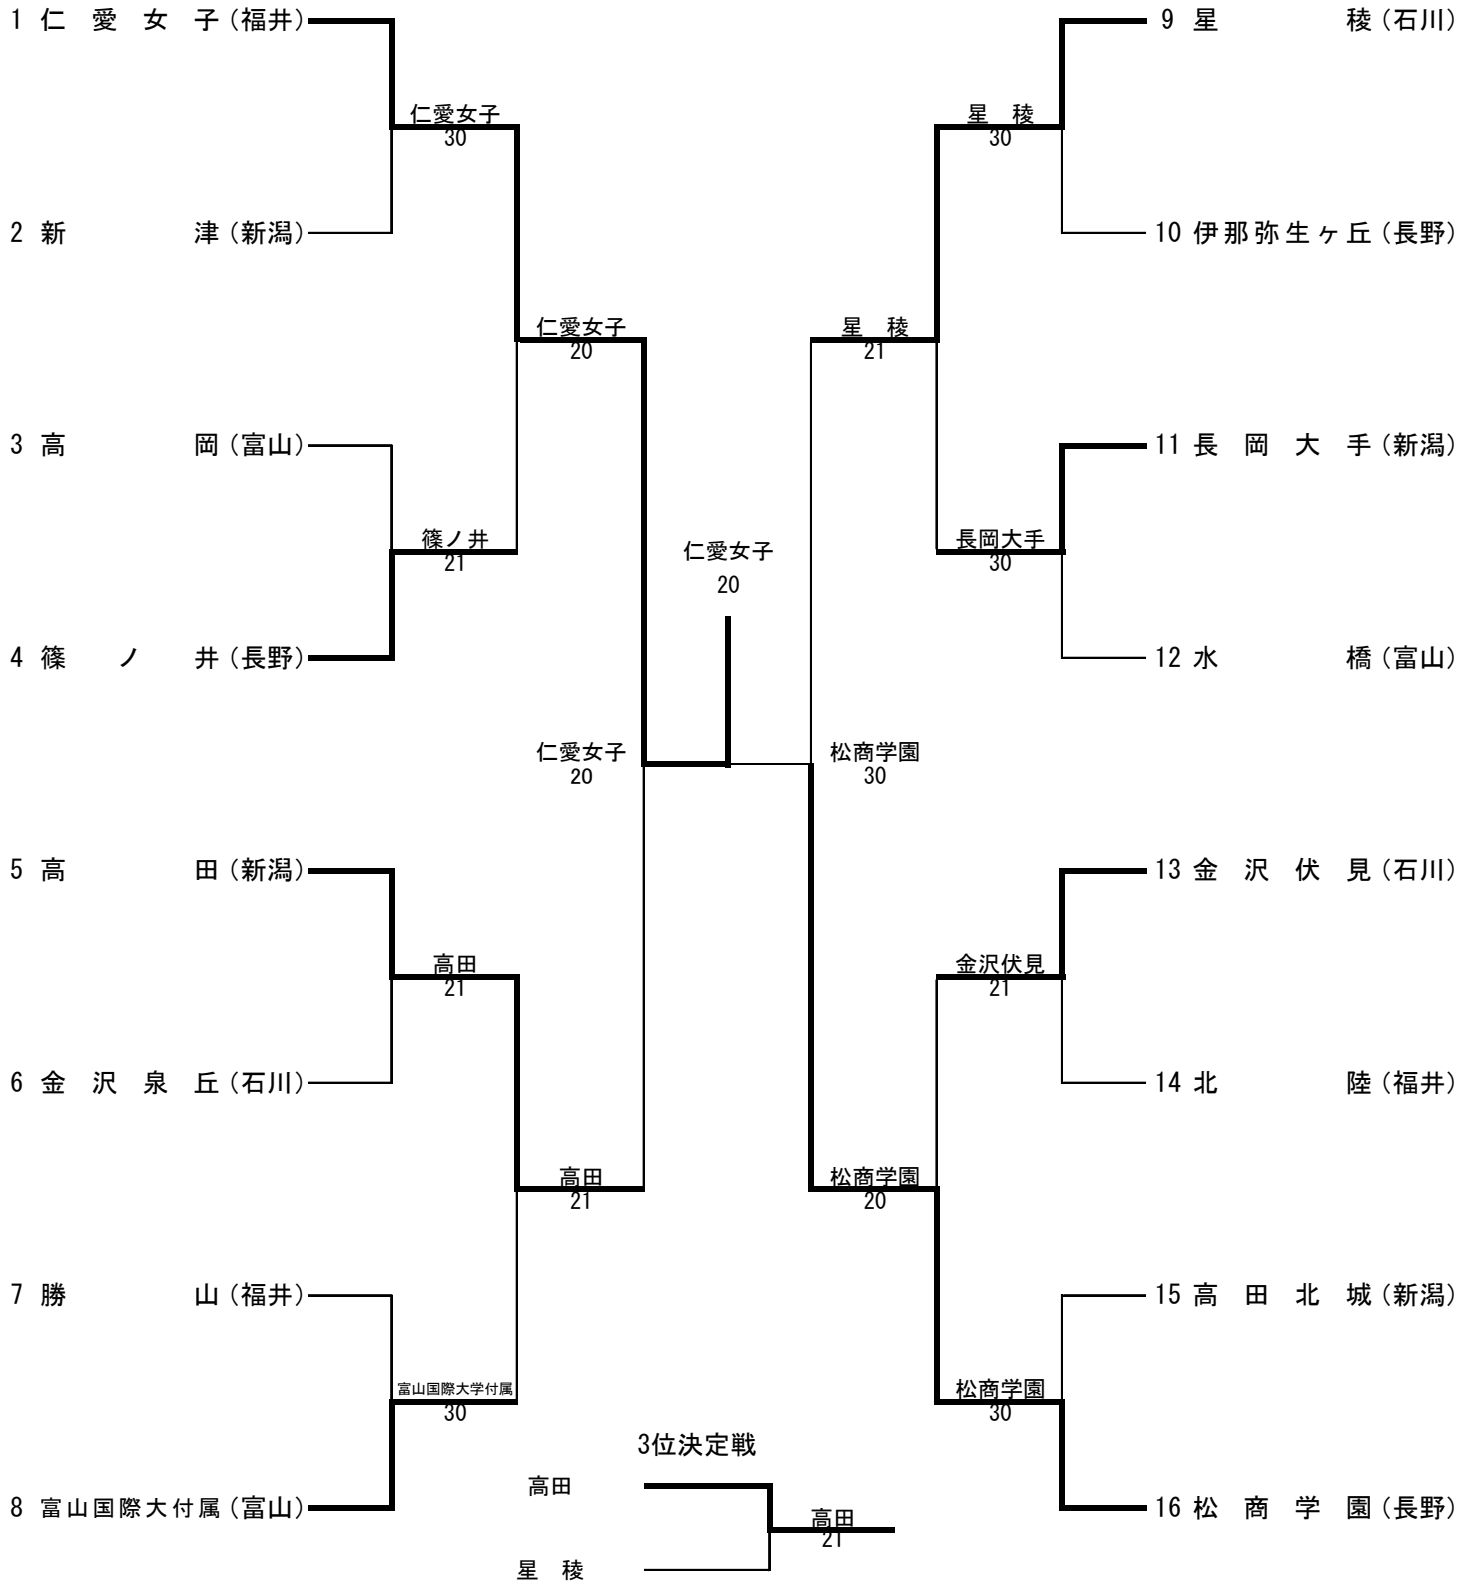 1 仁愛女子(福井)
仁愛女子
30
2 新津(新潟)
仁愛女子
20
3 高岡(富山)
篠ノ井
21
4 篠ノ井(長野)
仁愛女子
20
5 高田(新潟)
高田
21
6 金沢泉丘(石川)
高田
21
7 勝山(福井)
富山国際大学付属
30
8 富山国際大付属(富山)
仁愛女子
20
9 星稜(石川)
星 稜
30
10 伊那弥生ヶ丘(長野)
星 稜
21
11 長岡大手(新潟)
長岡大手
30
12 水橋(富山)
松商学園
30
13 金沢伏見(石川)
金沢伏見
21
14 北陸(福井)
松商学園
20
15 高田北城(新潟)
松商学園
30
16 松商学園(長野)
3位決定戦
高田
高田
21
星 稜